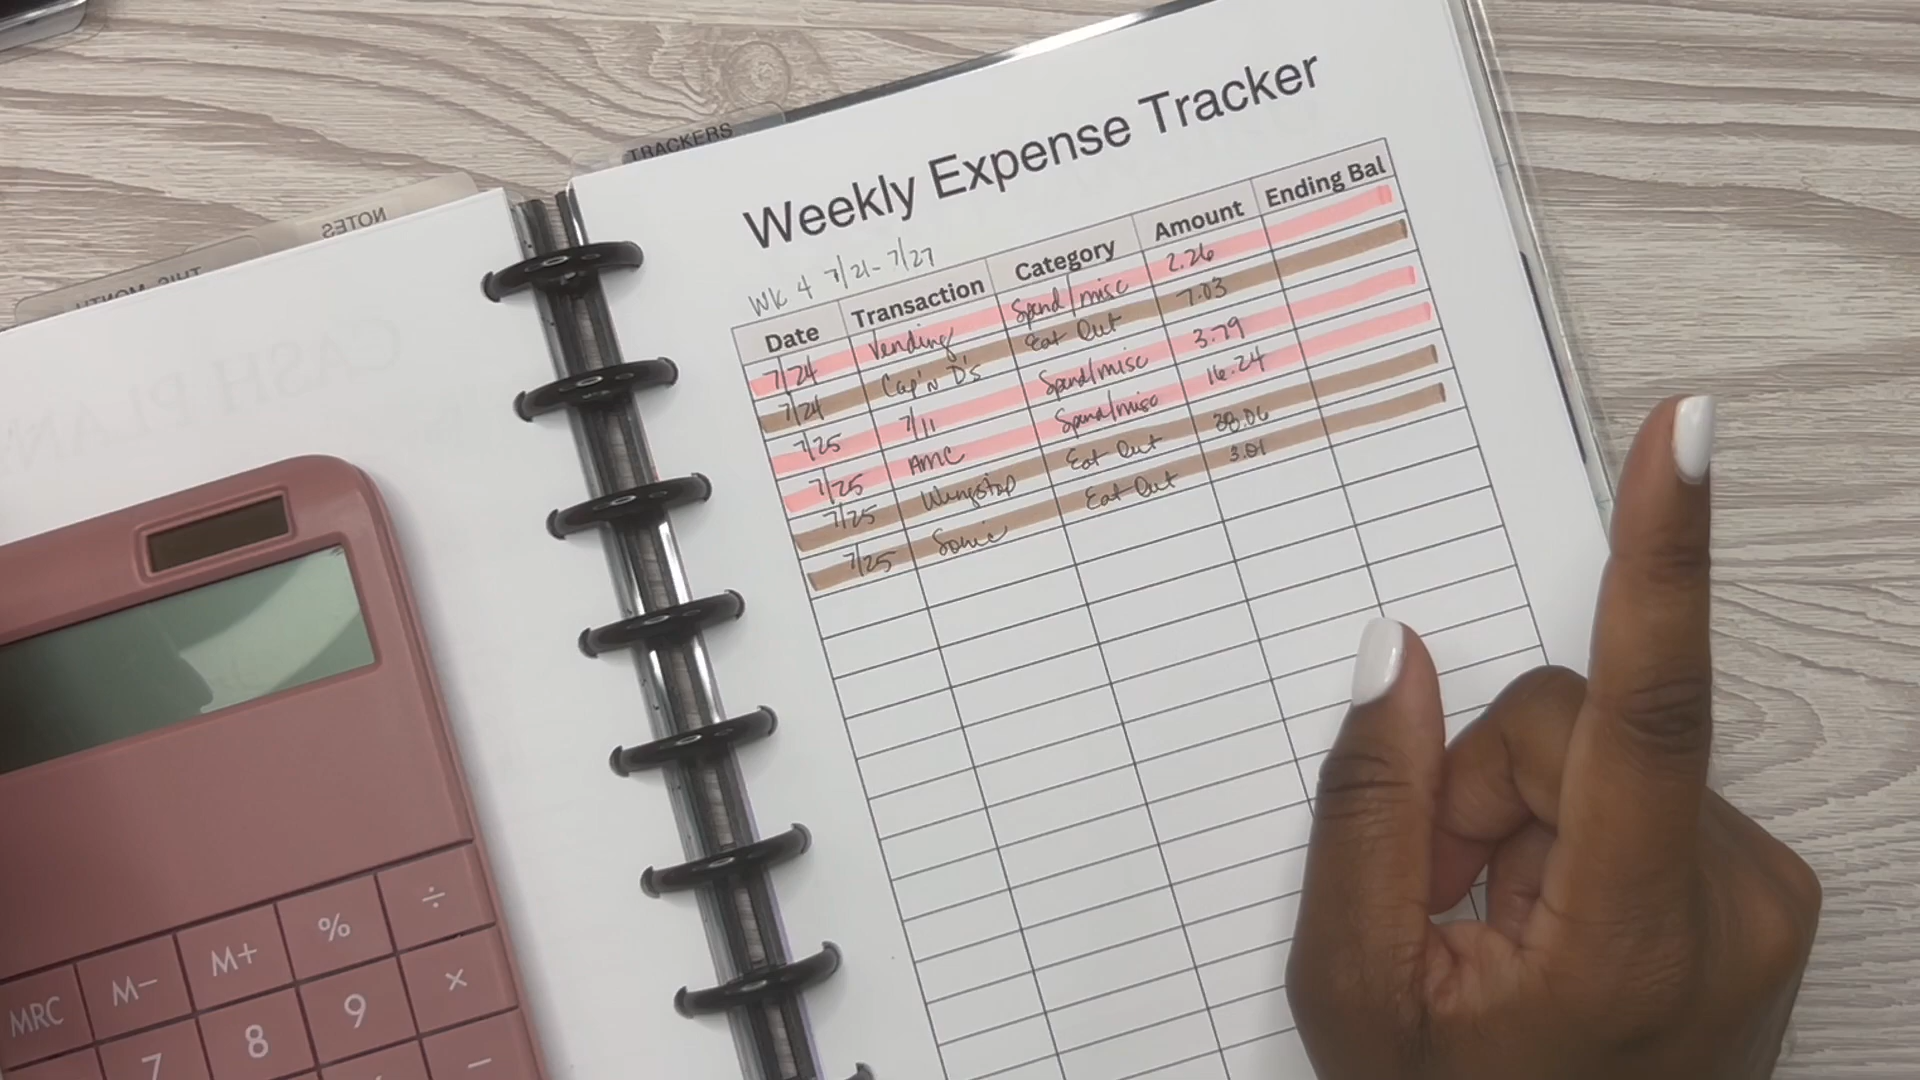 TRACKERS
NOTES
THIS MONTH
CASH PLANN
Weekly Expense Tracker
Wk 4 7/21-7/27
Date Transaction Category Amount Ending Bal
7/24 Vending Spend/misc 2.26
7/24 Cap'n D's Eat Out 7.03
7/25 7/11 Spend/misc 3.79
7/25 AMC Spend/misc 16.24
7/25 Wingstop Eat Out 38.06
7/25 Sonic Eat Out 3.01
MRC M- M+ % ÷
7 8 9 ×
-